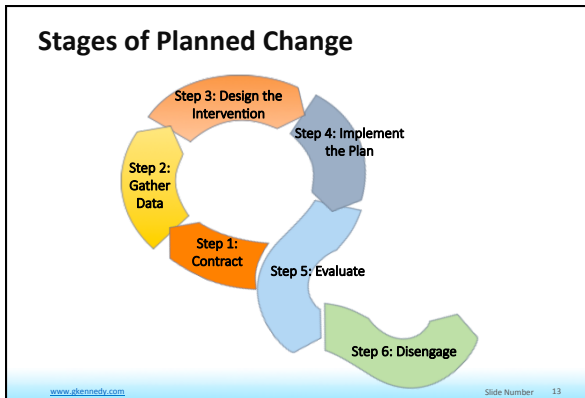 Stages of Planned Change
Step 3: Design the
Intervention
Step 4: Implement
the Plan
Step 2:
Gather
Data
Step 1:
Contract
Step 5: Evaluate
Step 6: Disengage
www.gkennedy.com
Slide Number 13